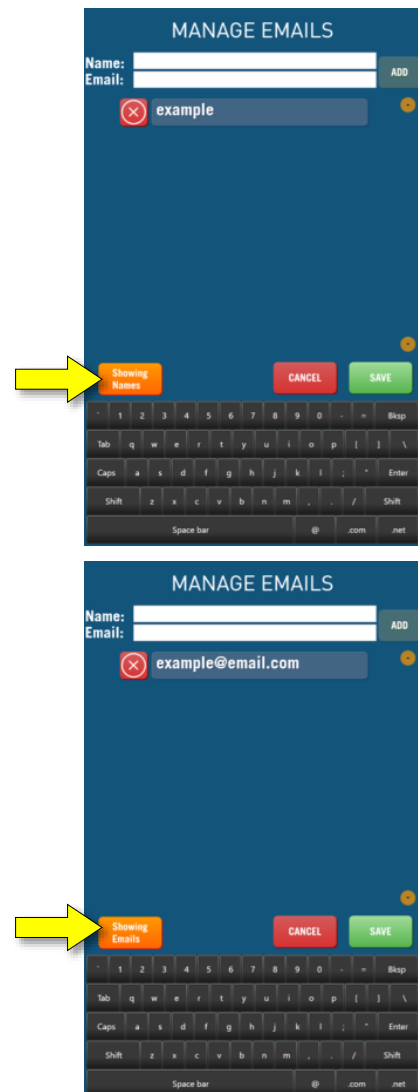 MANAGE EMAILS
Name:
Email:
ADD
example
Showing
Names
CANCEL
SAVE
` 1 2 3 4 5 6 7 8 9 0 - = Bksp
Tab q w e r t y u i o p [ ] \
Caps a s d f g h j k l ; ' Enter
Shift z x c v b n m , . / Shift
Space bar @ .com .net
MANAGE EMAILS
Name:
Email:
ADD
example@email.com
Showing
Emails
CANCEL
SAVE
` 1 2 3 4 5 6 7 8 9 0 - = Bksp
Tab q w e r t y u i o p [ ] \
Caps a s d f g h j k l ; ' Enter
Shift z x c v b n m , . / Shift
Space bar @ .com .net